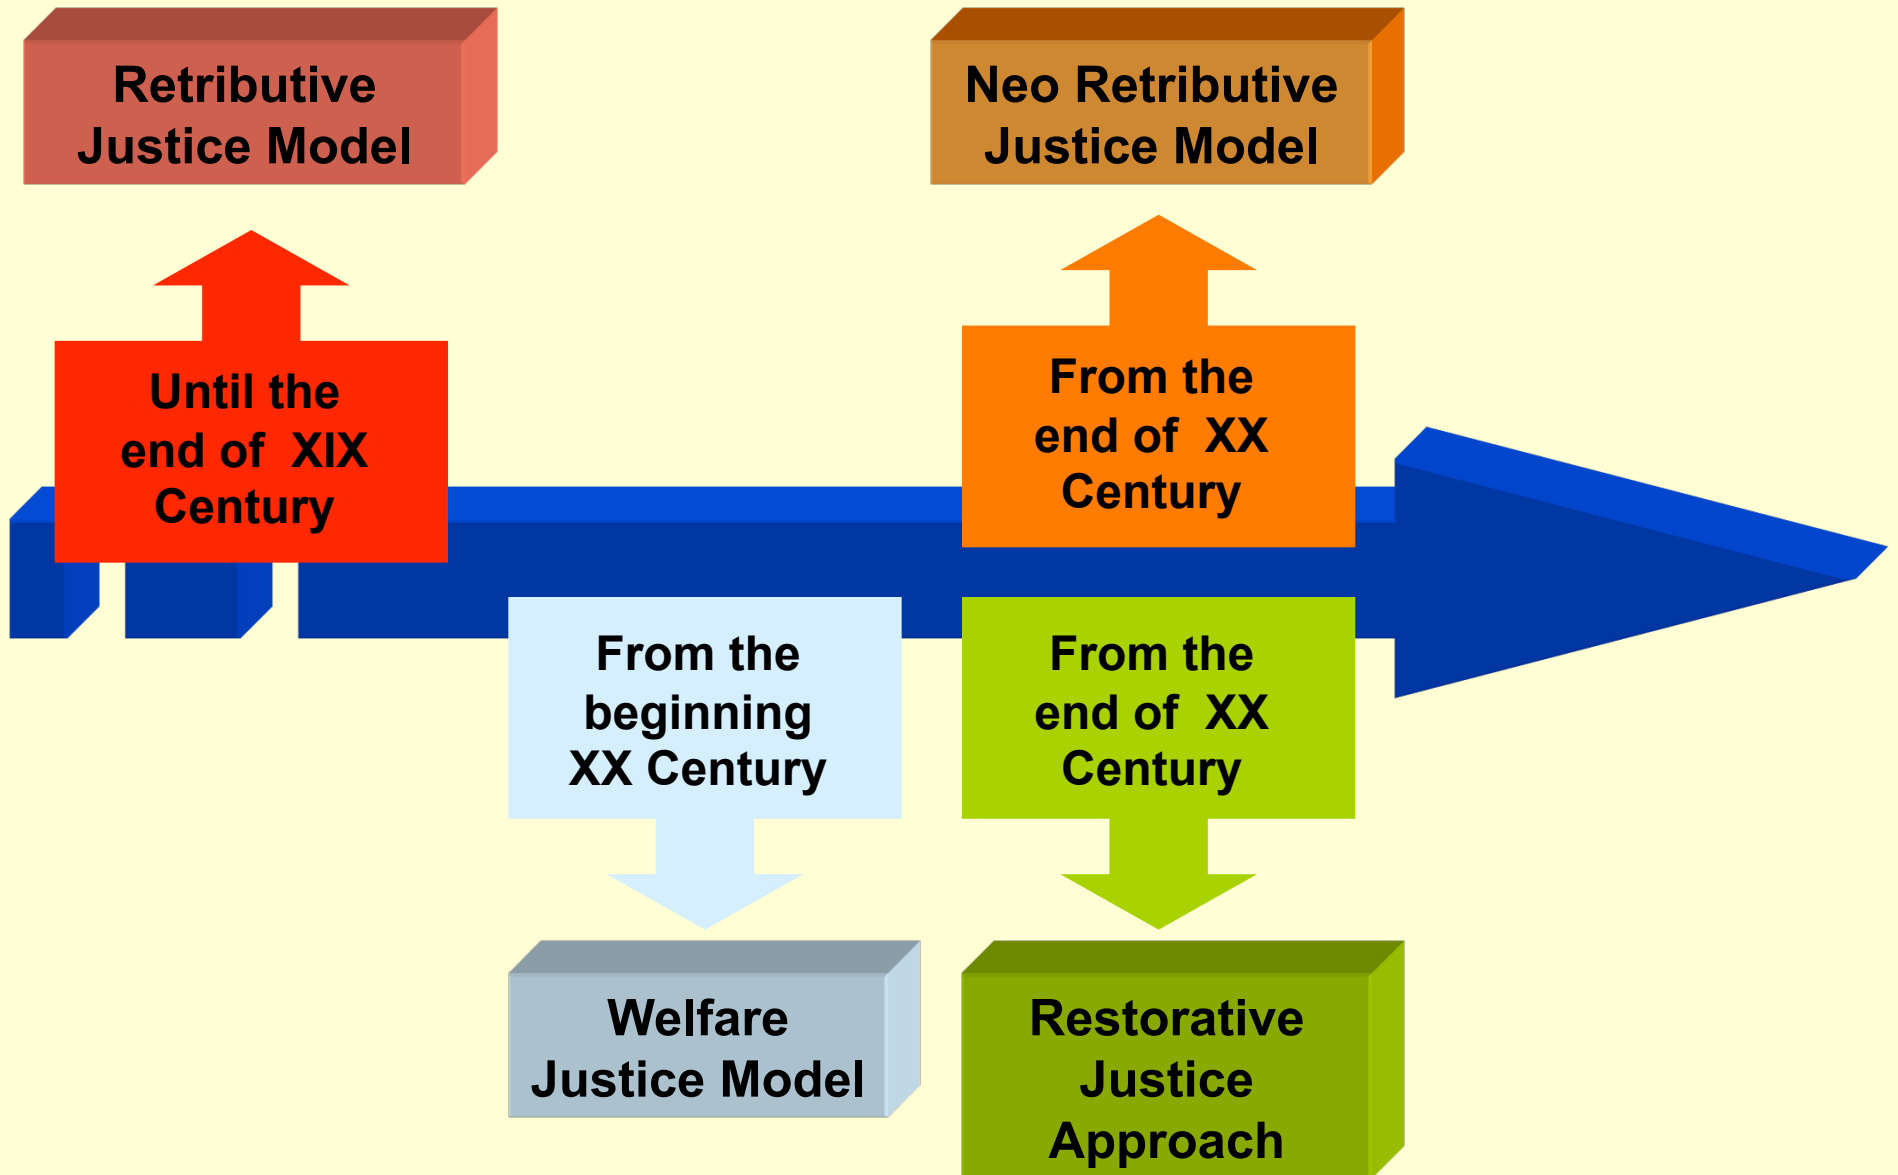 Retributive
Justice Model
Neo Retributive
Justice Model
Until the
end of  XIX
Century
From the
end of  XX
Century
From the
beginning
XX Century
From the
end of  XX
Century
Welfare
Justice Model
Restorative
Justice
Approach